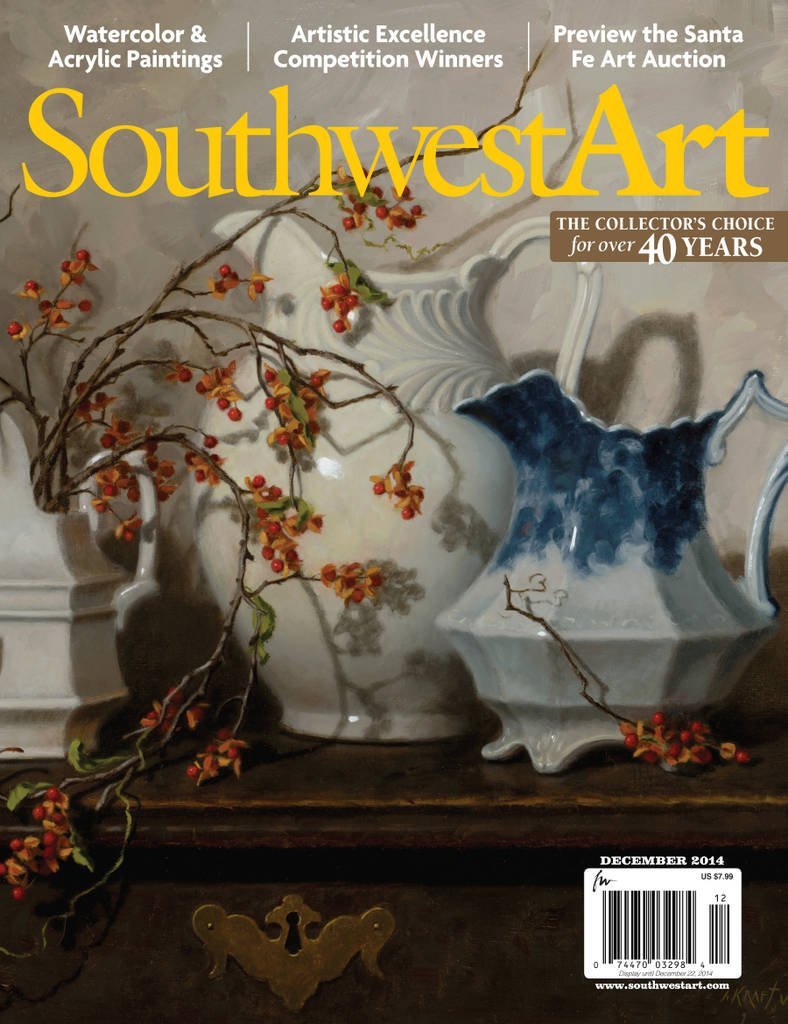 Watercolor &
Acrylic Paintings
Artistic Excellence
Competition Winners
Preview the Santa
Fe Art Auction
SouthwestArt
THE COLLECTOR'S CHOICE
for over 40 YEARS
DECEMBER 2014
US $7.99
12
0 74470 03298 4
Display until December 22, 2014
www.southwestart.com